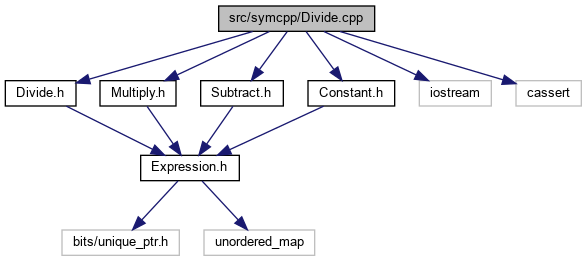 src/symcpp/Divide.cpp
Divide.h
Multiply.h
Subtract.h
Constant.h
iostream
cassert
Expression.h
bits/unique_ptr.h
unordered_map